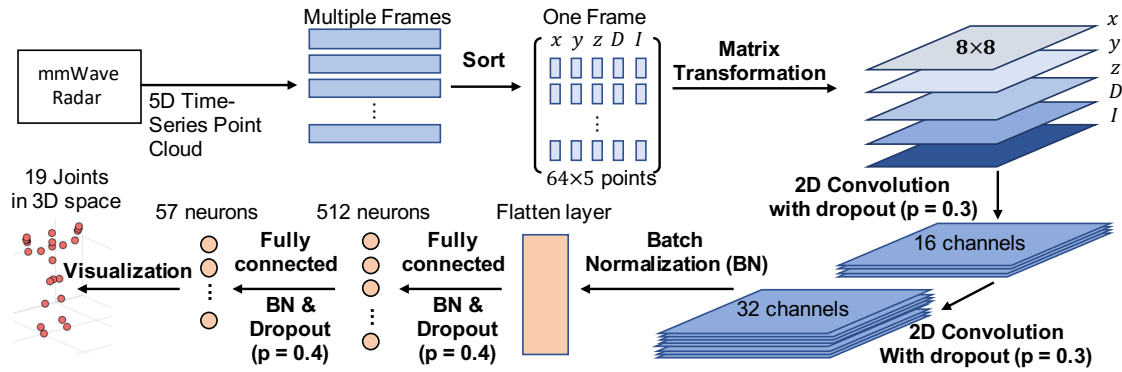 mmWave
Radar
5D Time-
Series Point
Cloud
Multiple Frames
⋮
Sort
One Frame
x y z D I
⋮
64×5 points
Matrix
Transformation
8×8
x
y
z
D
I
2D Convolution
with dropout (p = 0.3)
16 channels
2D Convolution
With dropout (p = 0.3)
32 channels
Batch
Normalization (BN)
Flatten layer
Fully
connected
BN &
Dropout
(p = 0.4)
512 neurons
⋮
Fully
connected
BN &
Dropout
(p = 0.4)
57 neurons
⋮
Visualization
19 Joints
in 3D space